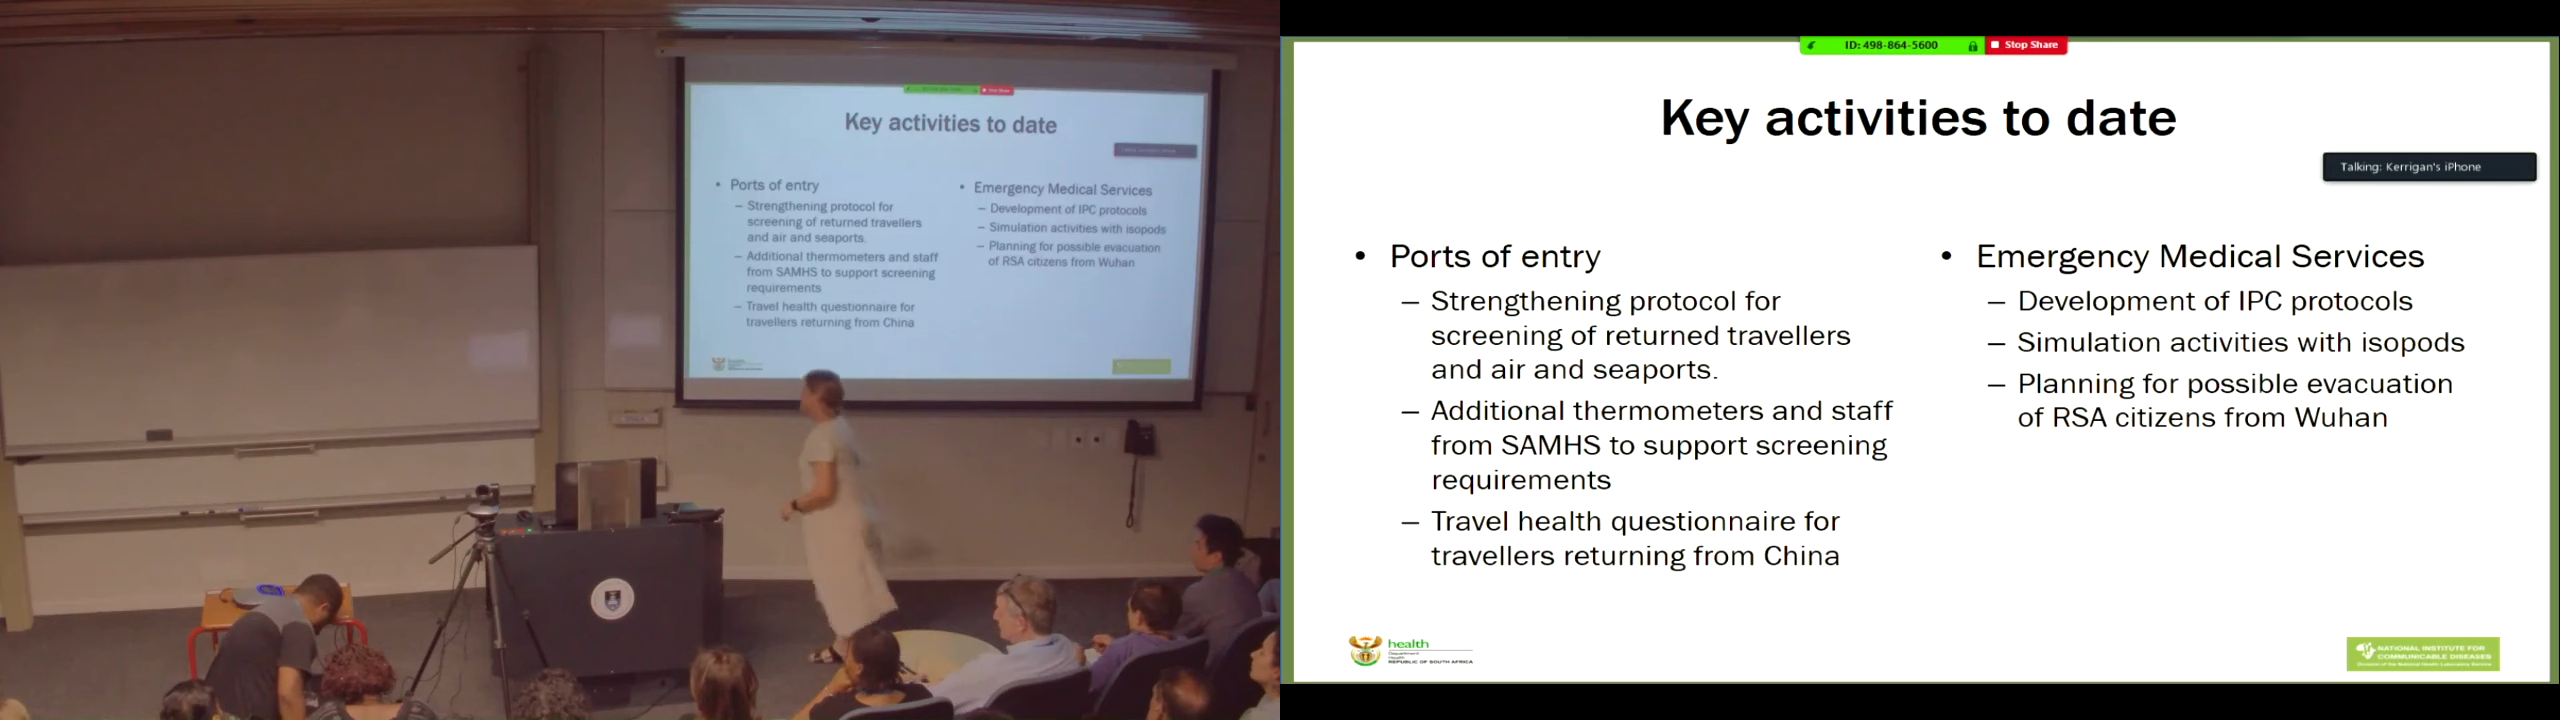 Key activities to date
• Ports of entry
– Strengthening protocol for
screening of returned travellers
and air and seaports.
– Additional thermometers and staff
from SAMHS to support screening
requirements
– Travel health questionnaire for
travellers returning from China
• Emergency Medical Services
– Development of IPC protocols
– Simulation activities with isopods
– Planning for possible evacuation
of RSA citizens from Wuhan
ID: 498-864-5600 Stop Share
Key activities to date
Talking: Kerrigan's iPhone
• Ports of entry
– Strengthening protocol for
screening of returned travellers
and air and seaports.
– Additional thermometers and staff
from SAMHS to support screening
requirements
– Travel health questionnaire for
travellers returning from China
• Emergency Medical Services
– Development of IPC protocols
– Simulation activities with isopods
– Planning for possible evacuation
of RSA citizens from Wuhan
health
Department:
Health
REPUBLIC OF SOUTH AFRICA
NATIONAL INSTITUTE FOR
COMMUNICABLE DISEASES
Division of the National Health Laboratory Service